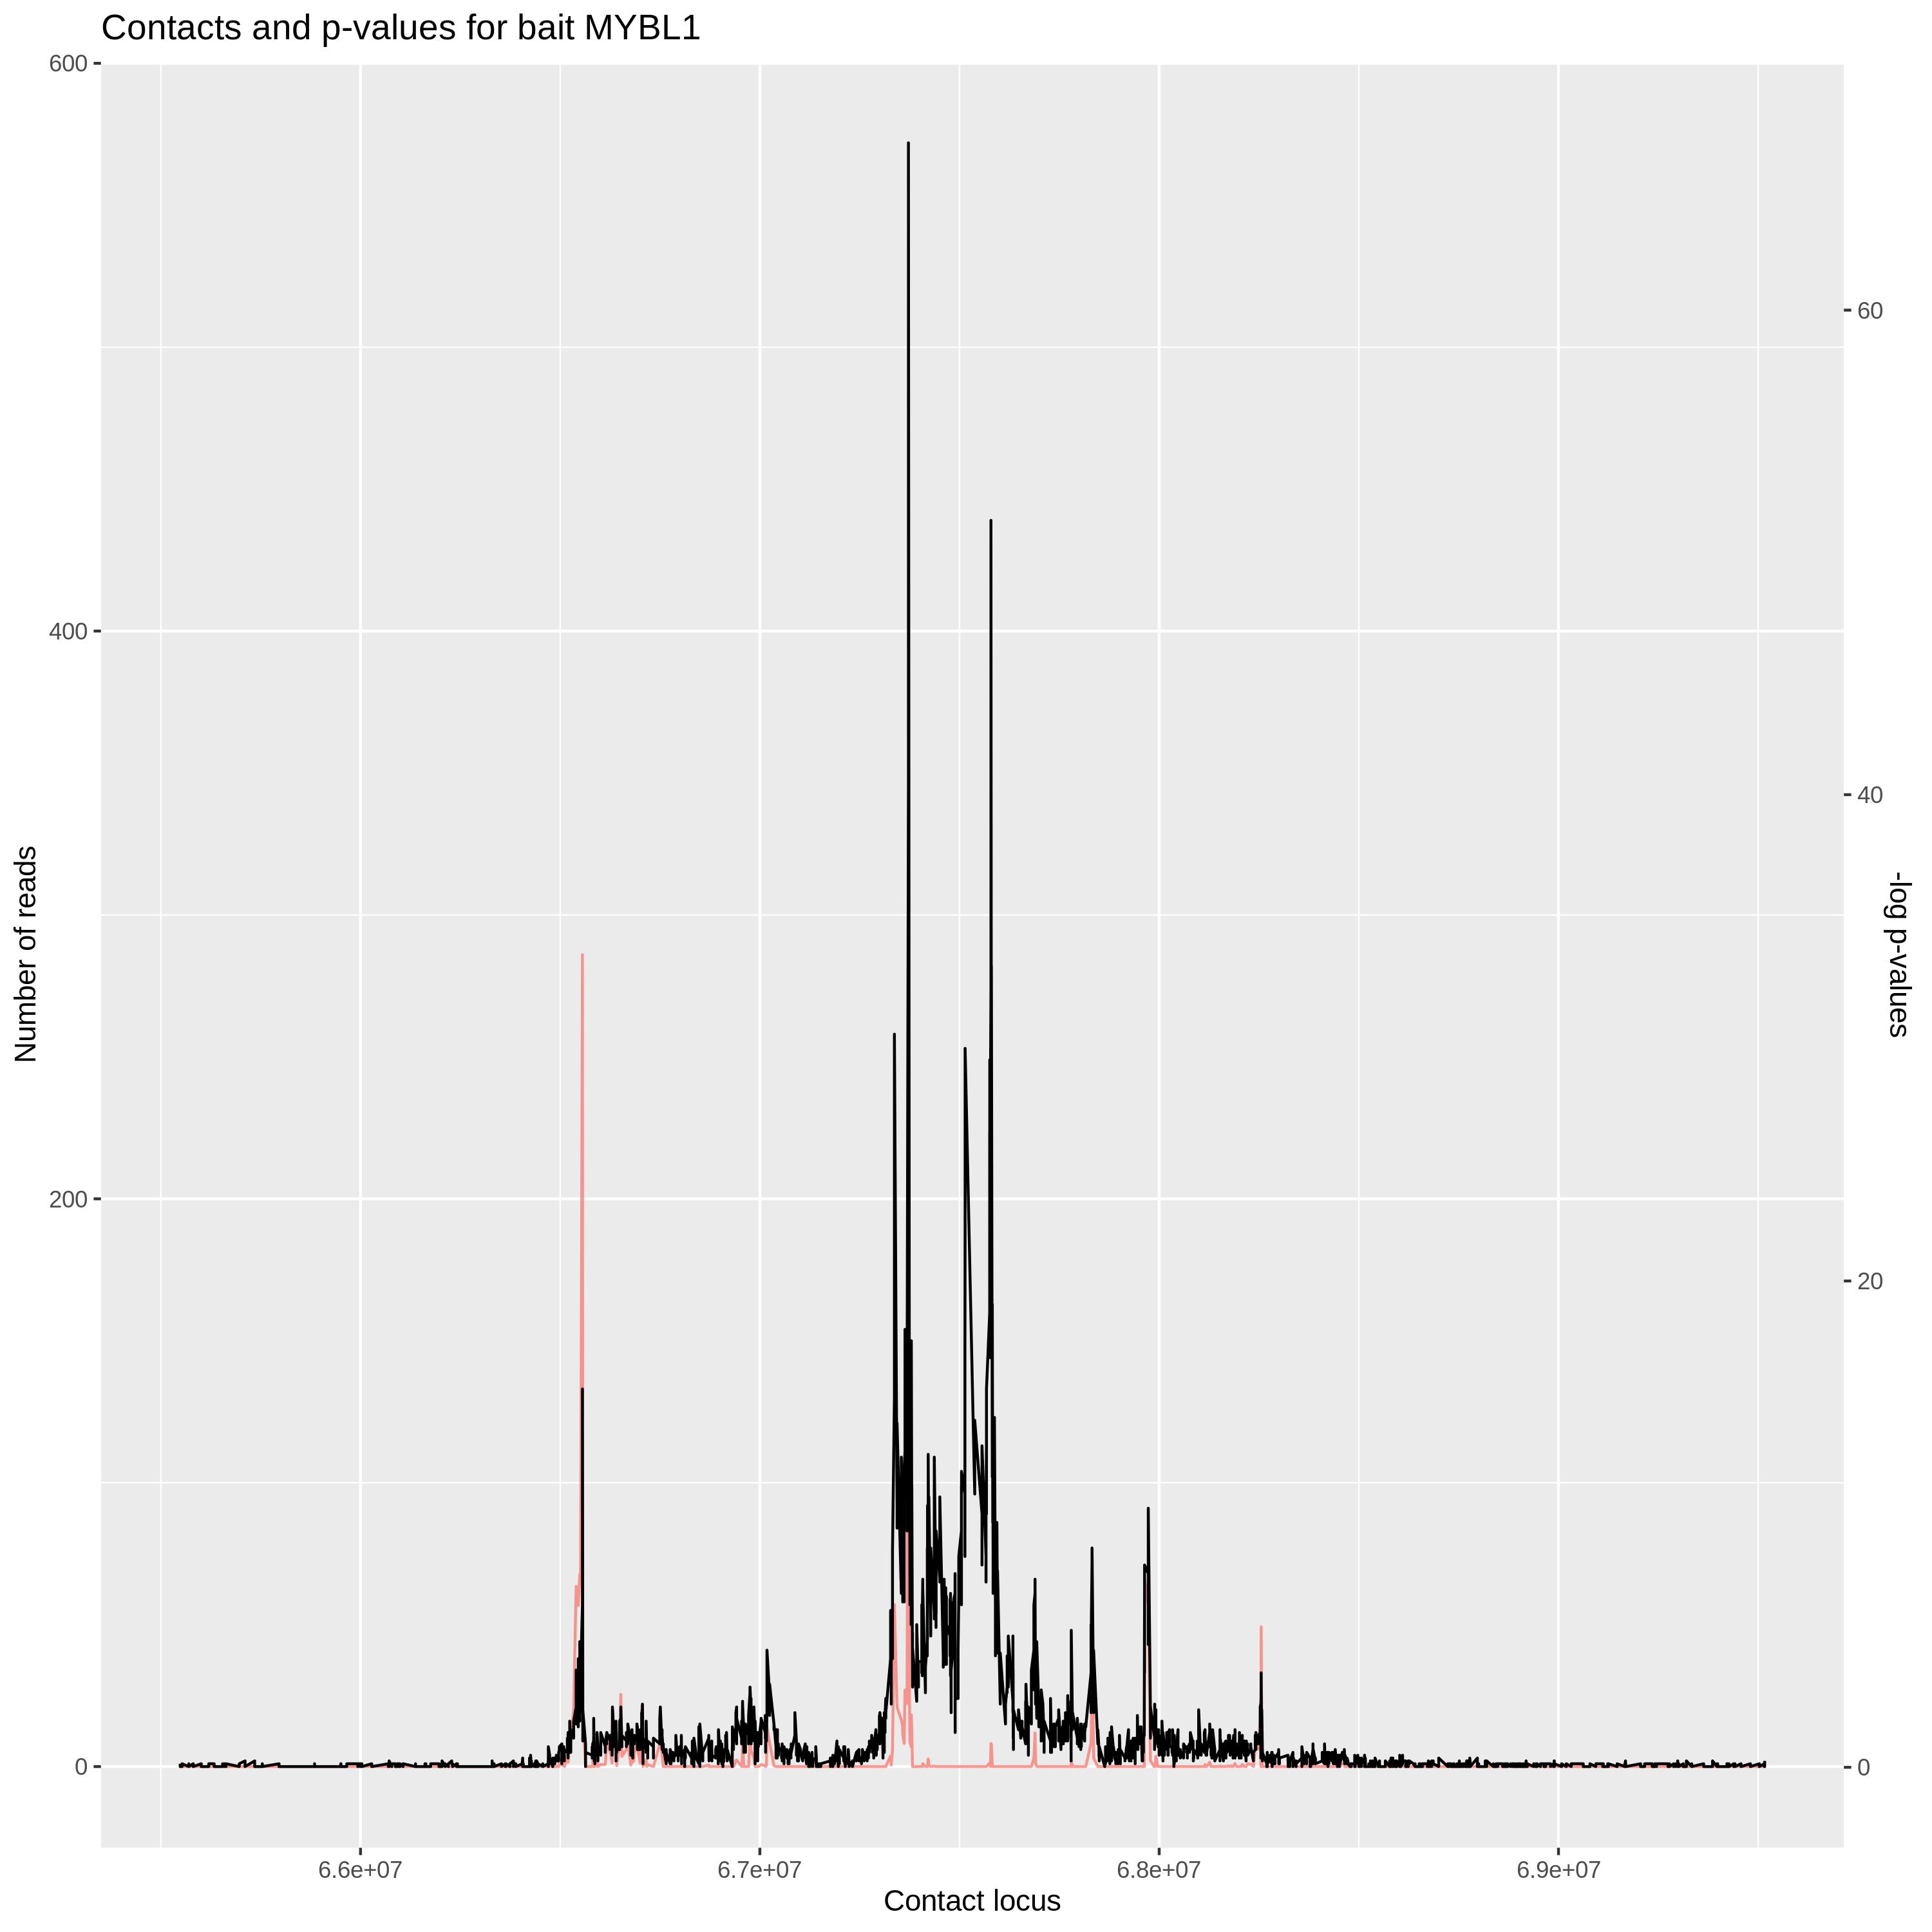 Contacts and p-values for bait MYBL1
600
400
200
0
Number of reads
60
40
20
0
-log p-values
6.6e+07
6.7e+07
6.8e+07
6.9e+07
Contact locus